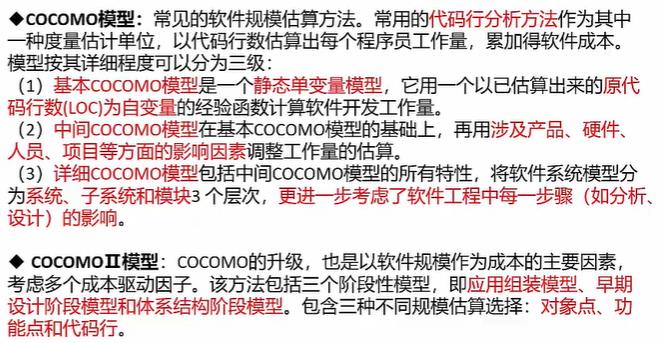 ◆COCOMO模型：常见的软件规模估算方法。常用的代码行分析方法作为其中
一种度量估计单位，以代码行数估算出每个程序员工作量，累加得软件成本。
模型按其详细程度可以分为三级：
（1）基本COCOMO模型是一个静态单变量模型，它用一个以已估算出来的原代
码行数(LOC)为自变量的经验函数计算软件开发工作量。
（2）中间COCOMO模型在基本COCOMO模型的基础上，再用涉及产品、硬件、
人员、项目等方面的影响因素调整工作量的估算。
（3）详细COCOMO模型包括中间COCOMO模型的所有特性，将软件系统模型分
为系统、子系统和模块3 个层次，更进一步考虑了软件工程中每一步骤（如分析、
设计）的影响。
◆ COCOMOⅡ模型：COCOMO的升级，也是以软件规模作为成本的主要因素，
考虑多个成本驱动因子。该方法包括三个阶段性模型，即应用组装模型、早期
设计阶段模型和体系结构阶段模型。包含三种不同规模估算选择：对象点、功
能点和代码行。